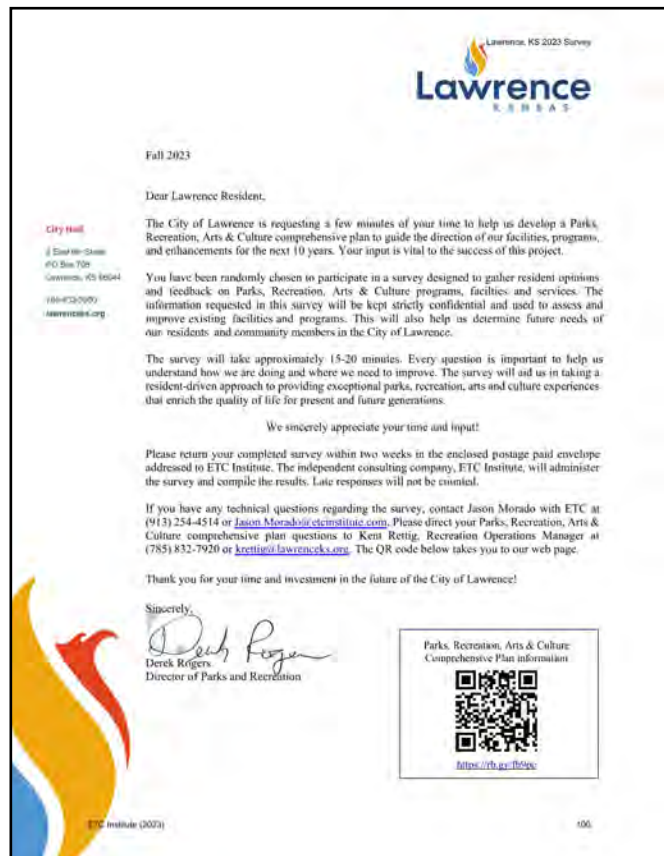 Lawrence, KS 2023 Survey
Lawrence
KANSAS
Fall 2023
Dear Lawrence Resident,
City Hall
PO Box 708
Lawrence, KS 66044
lawrenceks.org
The City of Lawrence is requesting a few minutes of your time to help us develop a Parks,
Recreation, Arts & Culture comprehensive plan to guide the direction of our facilities, programs,
and enhancements for the next 10 years. Your input is vital to the success of this project.
You have been randomly chosen to participate in a survey designed to gather resident opinions
and feedback on Parks, Recreation, Arts & Culture programs, facilities and services. The
information requested in this survey will be kept strictly confidential and used to assess and
improve existing facilities and programs. This will also help us determine future needs of
our residents and community members in the City of Lawrence.
The survey will take approximately 15-20 minutes. Every question is important to help us
understand how we are doing and where we need to improve. The survey will aid us in taking a
resident-driven approach to providing exceptional parks, recreation, arts and culture experiences
that enrich the quality of life for present and future generations.
We sincerely appreciate your time and input!
Please return your completed survey within two weeks in the enclosed postage paid envelope
addressed to ETC Institute. The independent consulting company, ETC Institute, will administer
the survey and compile the results. Late responses will not be counted.
If you have any technical questions regarding the survey, contact Jason Morado with ETC at
(913) 254-4514 or Jason.Morado@etcinstitute.com. Please direct your Parks, Recreation, Arts &
Culture comprehensive plan questions to Kent Rettig, Recreation Operations Manager at
(785) 832-7920 or krettig@lawrenceks.org. The QR code below takes you to our web page.
Thank you for your time and investment in the future of the City of Lawrence!
Sincerely,
Derek Rogers
Derek Rogers
Director of Parks and Recreation
Parks, Recreation, Arts & Culture
Comprehensive Plan information
ETC Institute (2023)
100